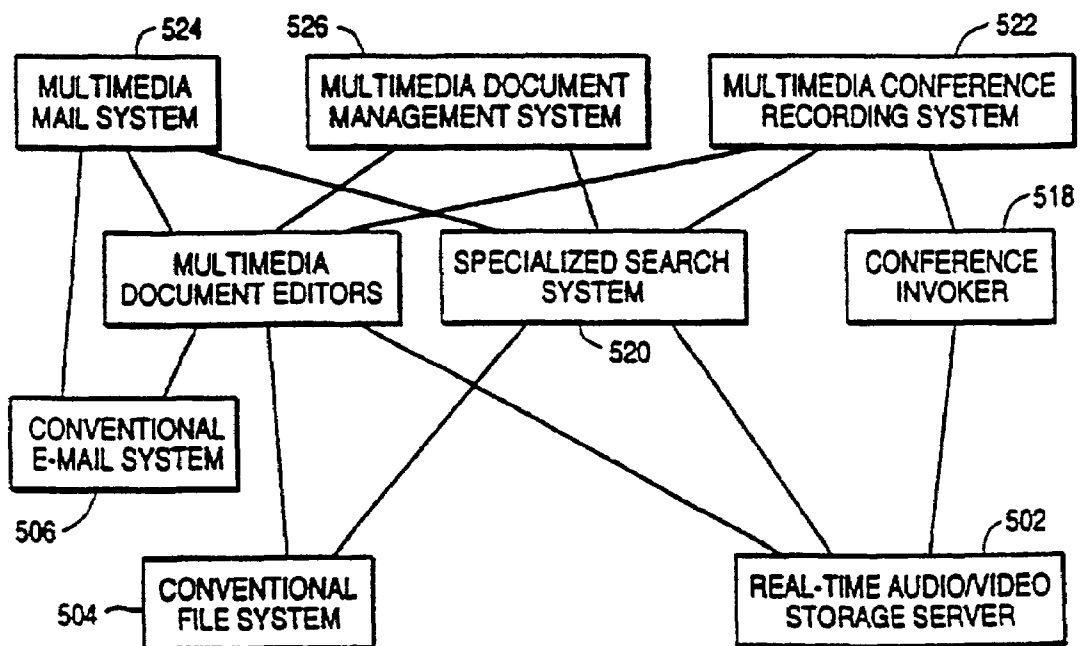 524
526
522
MULTIMEDIA
MAIL SYSTEM
MULTIMEDIA DOCUMENT
MANAGEMENT SYSTEM
MULTIMEDIA CONFERENCE
RECORDING SYSTEM
518
MULTIMEDIA
DOCUMENT EDITORS
SPECIALIZED SEARCH
SYSTEM
CONFERENCE
INVOKER
520
CONVENTIONAL
E-MAIL SYSTEM
506
502
504
CONVENTIONAL
FILE SYSTEM
REAL-TIME AUDIO/VIDEO
STORAGE SERVER